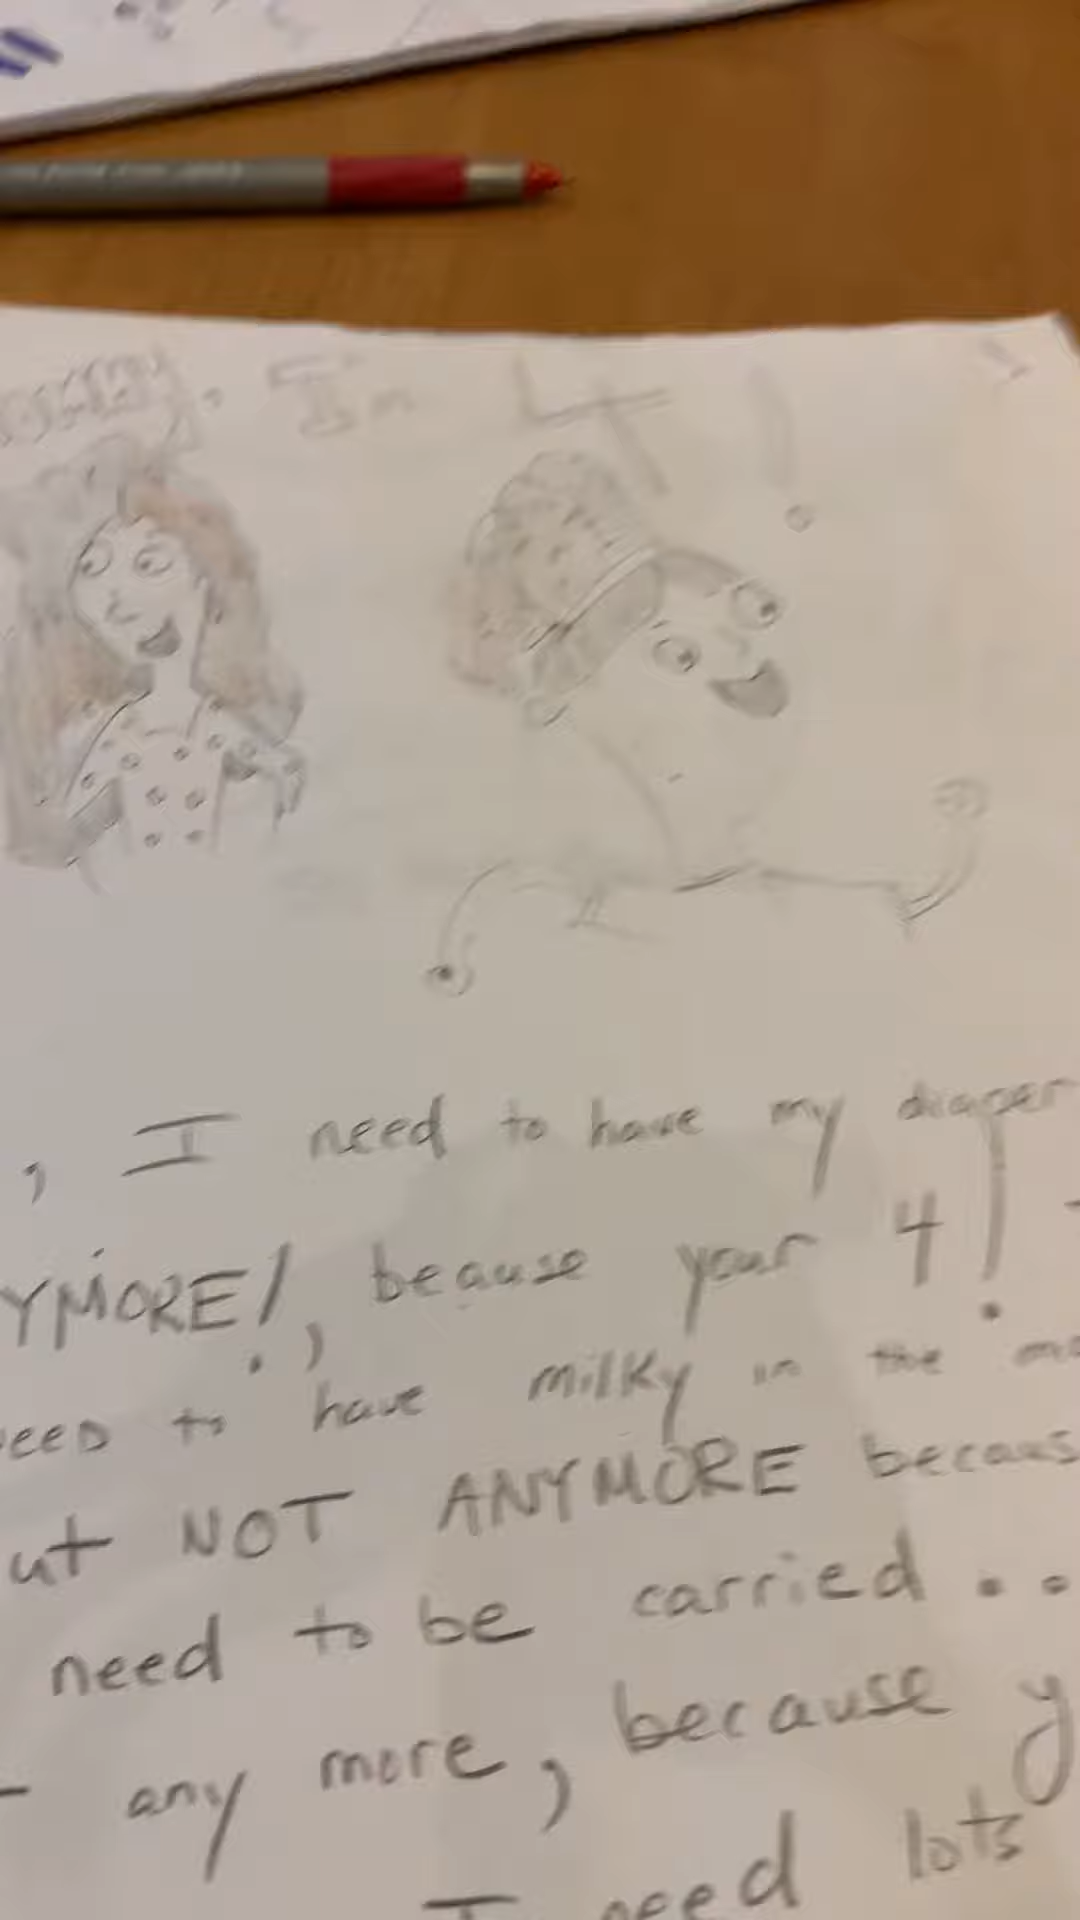 I'm 4!
, I need to have my diaper
YMORE!, beause your 4!
eed to have milky in the mo
ut NOT ANYMORE becaus
need to be carried ..
any more, because y
I need lots